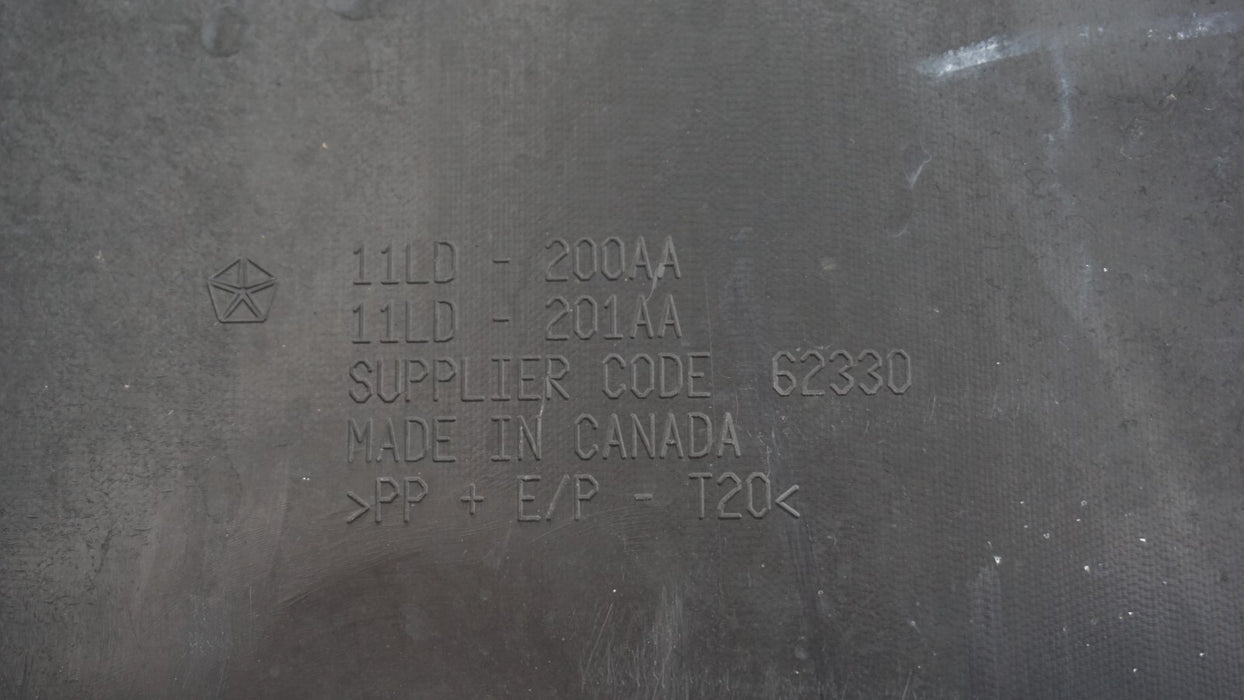 11LD - 200AA
11LD - 201AA
SUPPLIER CODE 62330
MADE IN CANADA
>PP + E/P - T20<